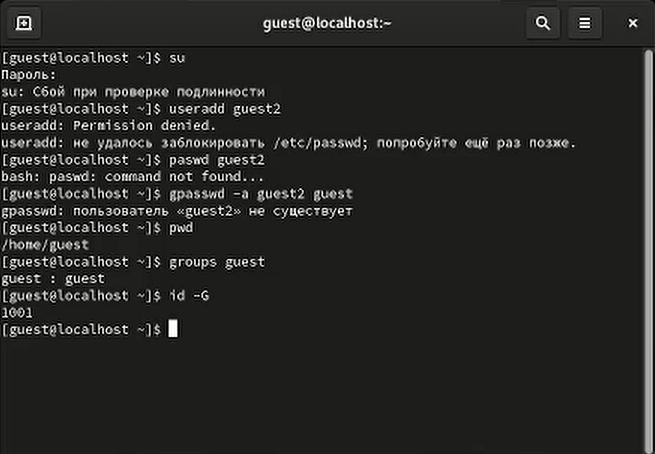 guest@localhost:~
[guest@localhost ~]$ su
Пароль:
su: Сбой при проверке подлинности
[guest@localhost ~]$ useradd guest2
useradd: Permission denied.
useradd: не удалось заблокировать /etc/passwd; попробуйте ещё раз позже.
[guest@localhost ~]$ paswd guest2
bash: paswd: command not found...
[guest@localhost ~]$ gpasswd -a guest2 guest
gpasswd: пользователь «guest2» не существует
[guest@localhost ~]$ pwd
/home/guest
[guest@localhost ~]$ groups guest
guest : guest
[guest@localhost ~]$ id -G
1001
[guest@localhost ~]$